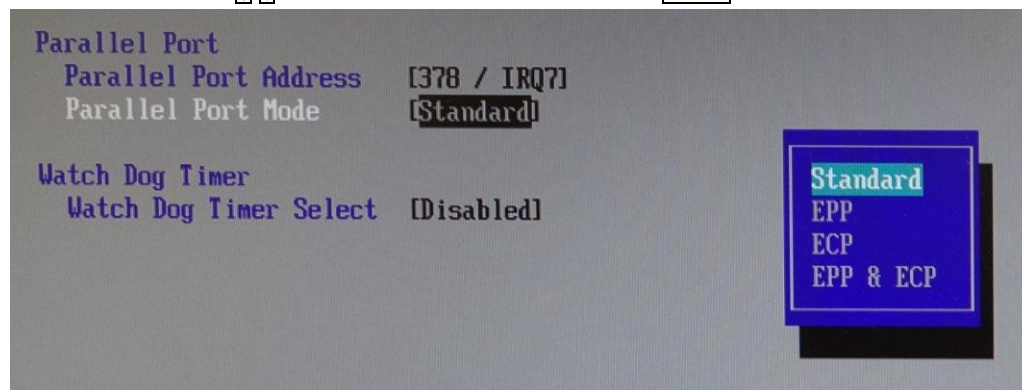 Parallel Port
Parallel Port Address [378 / IRQ7]
Parallel Port Mode [Standard]
Watch Dog Timer
Watch Dog Timer Select [Disabled]
Standard
EPP
ECP
EPP & ECP